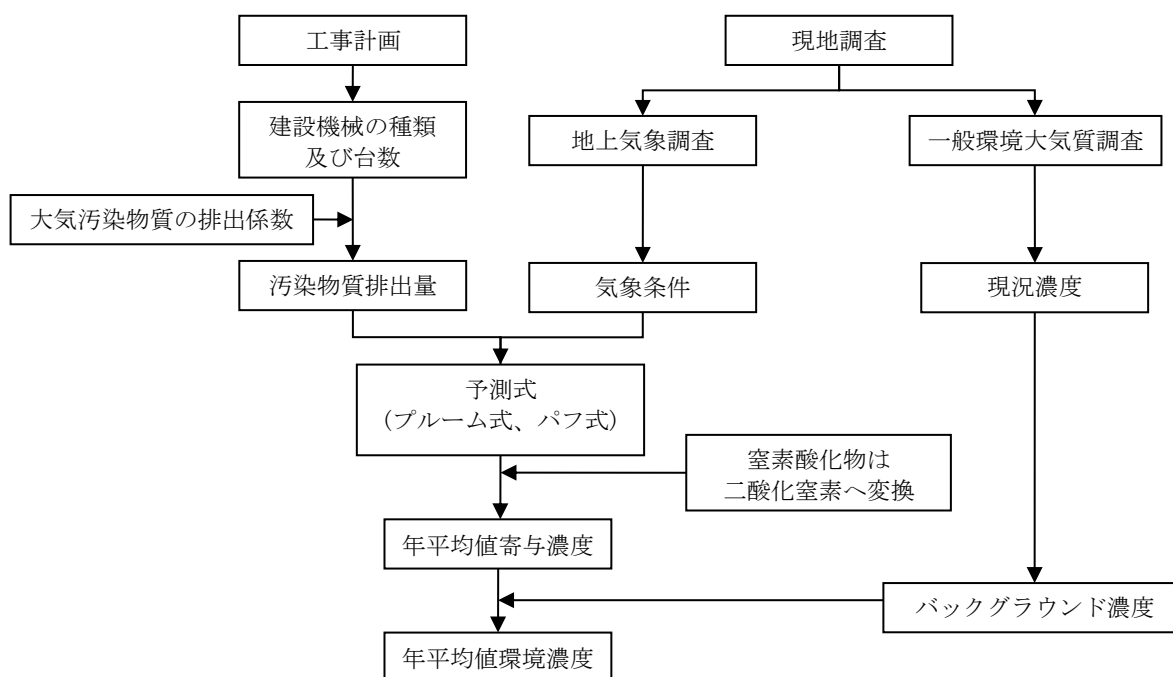 工事計画
現地調査
建設機械の種類
及び台数
地上気象調査
一般環境大気質調査
大気汚染物質の排出係数
汚染物質排出量
気象条件
現況濃度
予測式
(プルーム式、パフ式)
窒素酸化物は
二酸化窒素へ変換
年平均値寄与濃度
バックグラウンド濃度
年平均値環境濃度